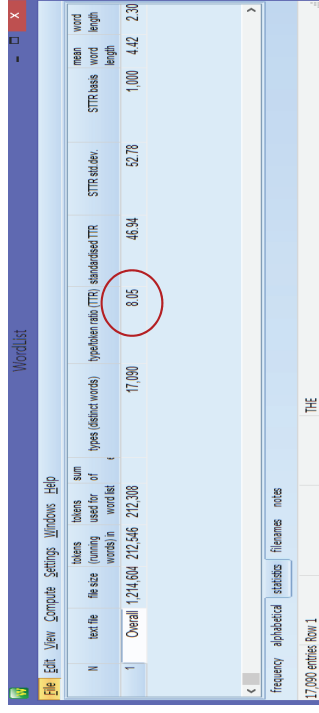 WordList
File Edit View Compute Settings Windows Help
N text file file size tokens (running words) in tokens used for word list sum of types (distinct words) type/token ratio (TTR) standardised TTR STTR std.dev. STTR basis mean word length word length
1 Overall 1,214,604 212,546 212,308 17,090 8.05 46.94 52.78 1,000 4.42 2.30
frequency alphabetical statistics filenames notes
17,090 entries Row 1 THE